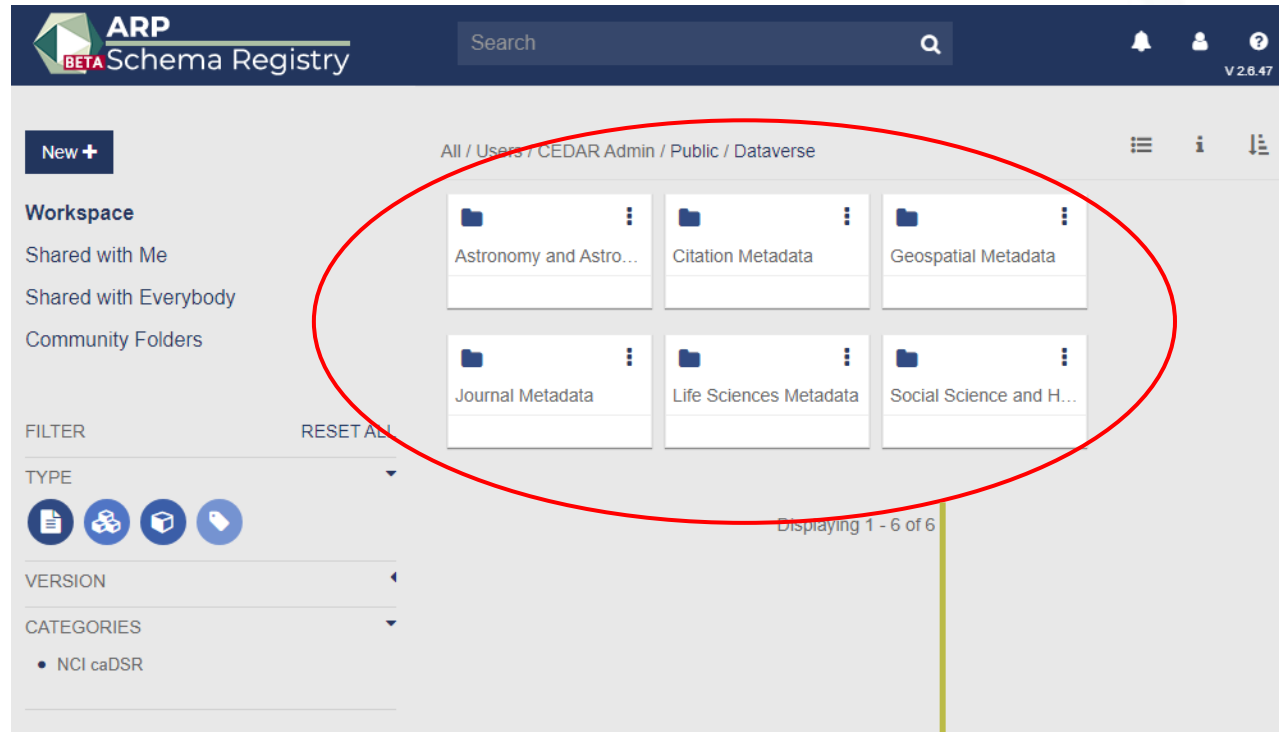 ARP
BETA Schema Registry
Search
V 2.6.47
New
All / Users / CEDAR Admin / Public / Dataverse
Workspace
Shared with Me
Shared with Everybody
Community Folders
Astronomy and Astro...
Citation Metadata
Geospatial Metadata
Journal Metadata
Life Sciences Metadata
Social Science and H...
FILTER
RESET ALL
TYPE
Displaying 1 - 6 of 6
VERSION
CATEGORIES
NCI caDSR